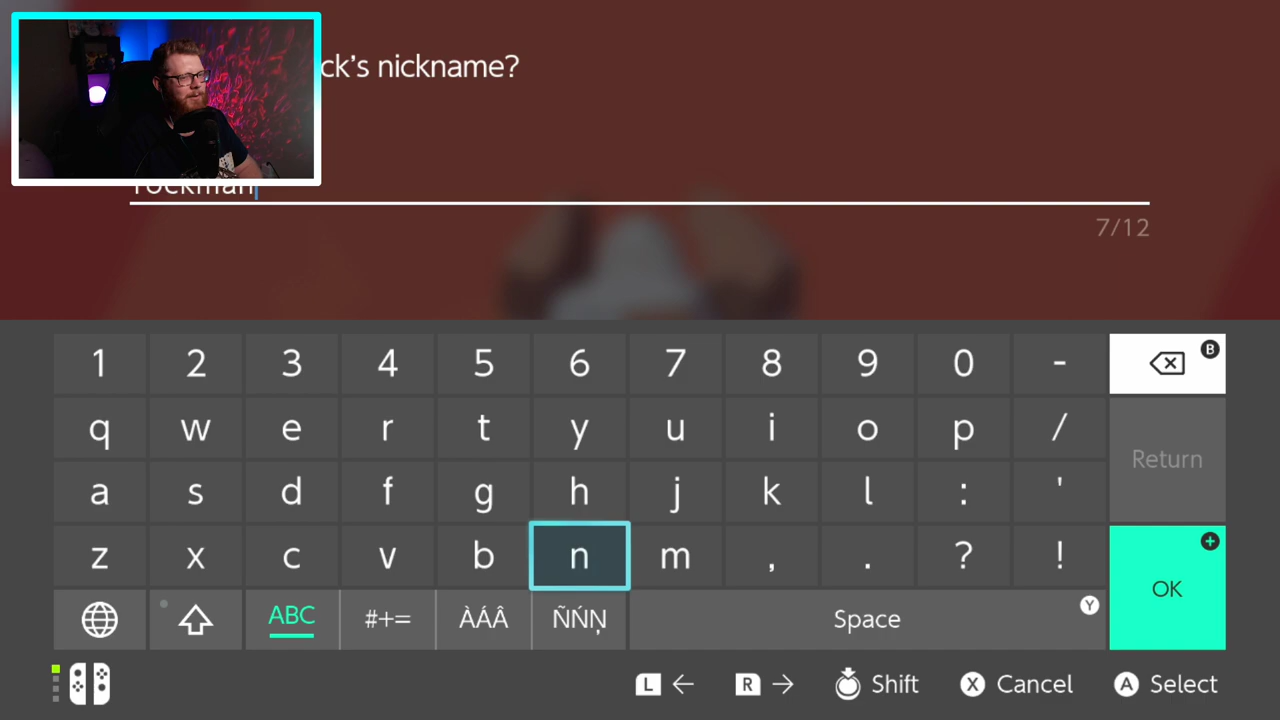 ck's nickname?
rockman
7/12
1 2 3 4 5 6 7 8 9 0 -
B
q w e r t y u i o p /
Return
a s d f g h j k l : '
z x c v b n m , . ? !
+
OK
ABC #+= ÀÁÂ ÑŃŅ Space Y
L ← R → Shift X Cancel A Select